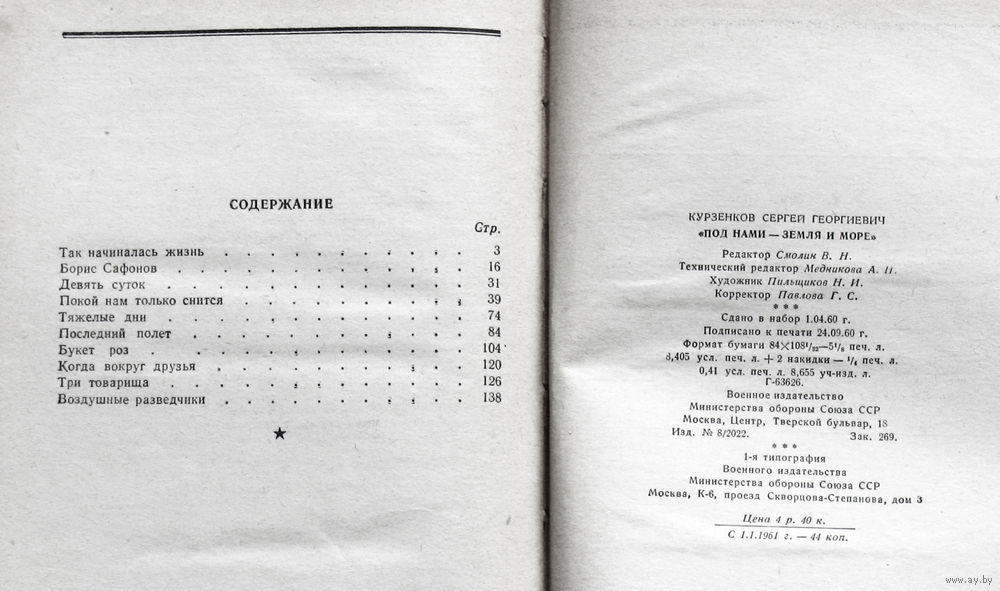 СОДЕРЖАНИЕ
Стр.
Так начиналась жизнь . . . . . . . . . . . . . 3
Борис Сафонов . . . . . . . . . . . . . . 16
Девять суток . . . . . . . . . . . . . . 31
Покой нам только снится . . . . . . . . . . . . 39
Тяжелые дни . . . . . . . . . . . . . . 74
Последний полет . . . . . . . . . . . . . . 84
Букет роз . . . . . . . . . . . . . . . 104
Когда вокруг друзья . . . . . . . . . . . . . 120
Три товарища . . . . . . . . . . . . . . 126
Воздушные разведчики . . . . . . . . . . . . 138
★
КУРЗЕНКОВ СЕРГЕЙ ГЕОРГИЕВИЧ
«ПОД НАМИ — ЗЕМЛЯ И МОРЕ»
Редактор Смолин В. Н.
Технический редактор Медникова А. Н.
Художник Пильщиков Н. И.
Корректор Павлова Г. С.
* * *
Сдано в набор 1.04.60 г.
Подписано к печати 24.09.60 г.
Формат бумаги 84×108¹/₃₂—5¹/₈ печ. л.
8,405 усл. печ. л. + 2 накидки — ¹/₄ печ. л.
0,41 усл. печ. л. 8,655 уч-изд. л.
Г-63626.
Военное издательство
Министерства обороны Союза ССР
Москва, Центр, Тверской бульвар, 18
Изд. № 8/2022. Зак. 269.
* * *
1-я типография
Военного издательства
Министерства обороны Союза ССР
Москва, К-6, проезд Скворцова-Степанова, дом 3
Цена 4 р. 40 к.
С 1.1.1961 г. — 44 коп.
www.ay.by